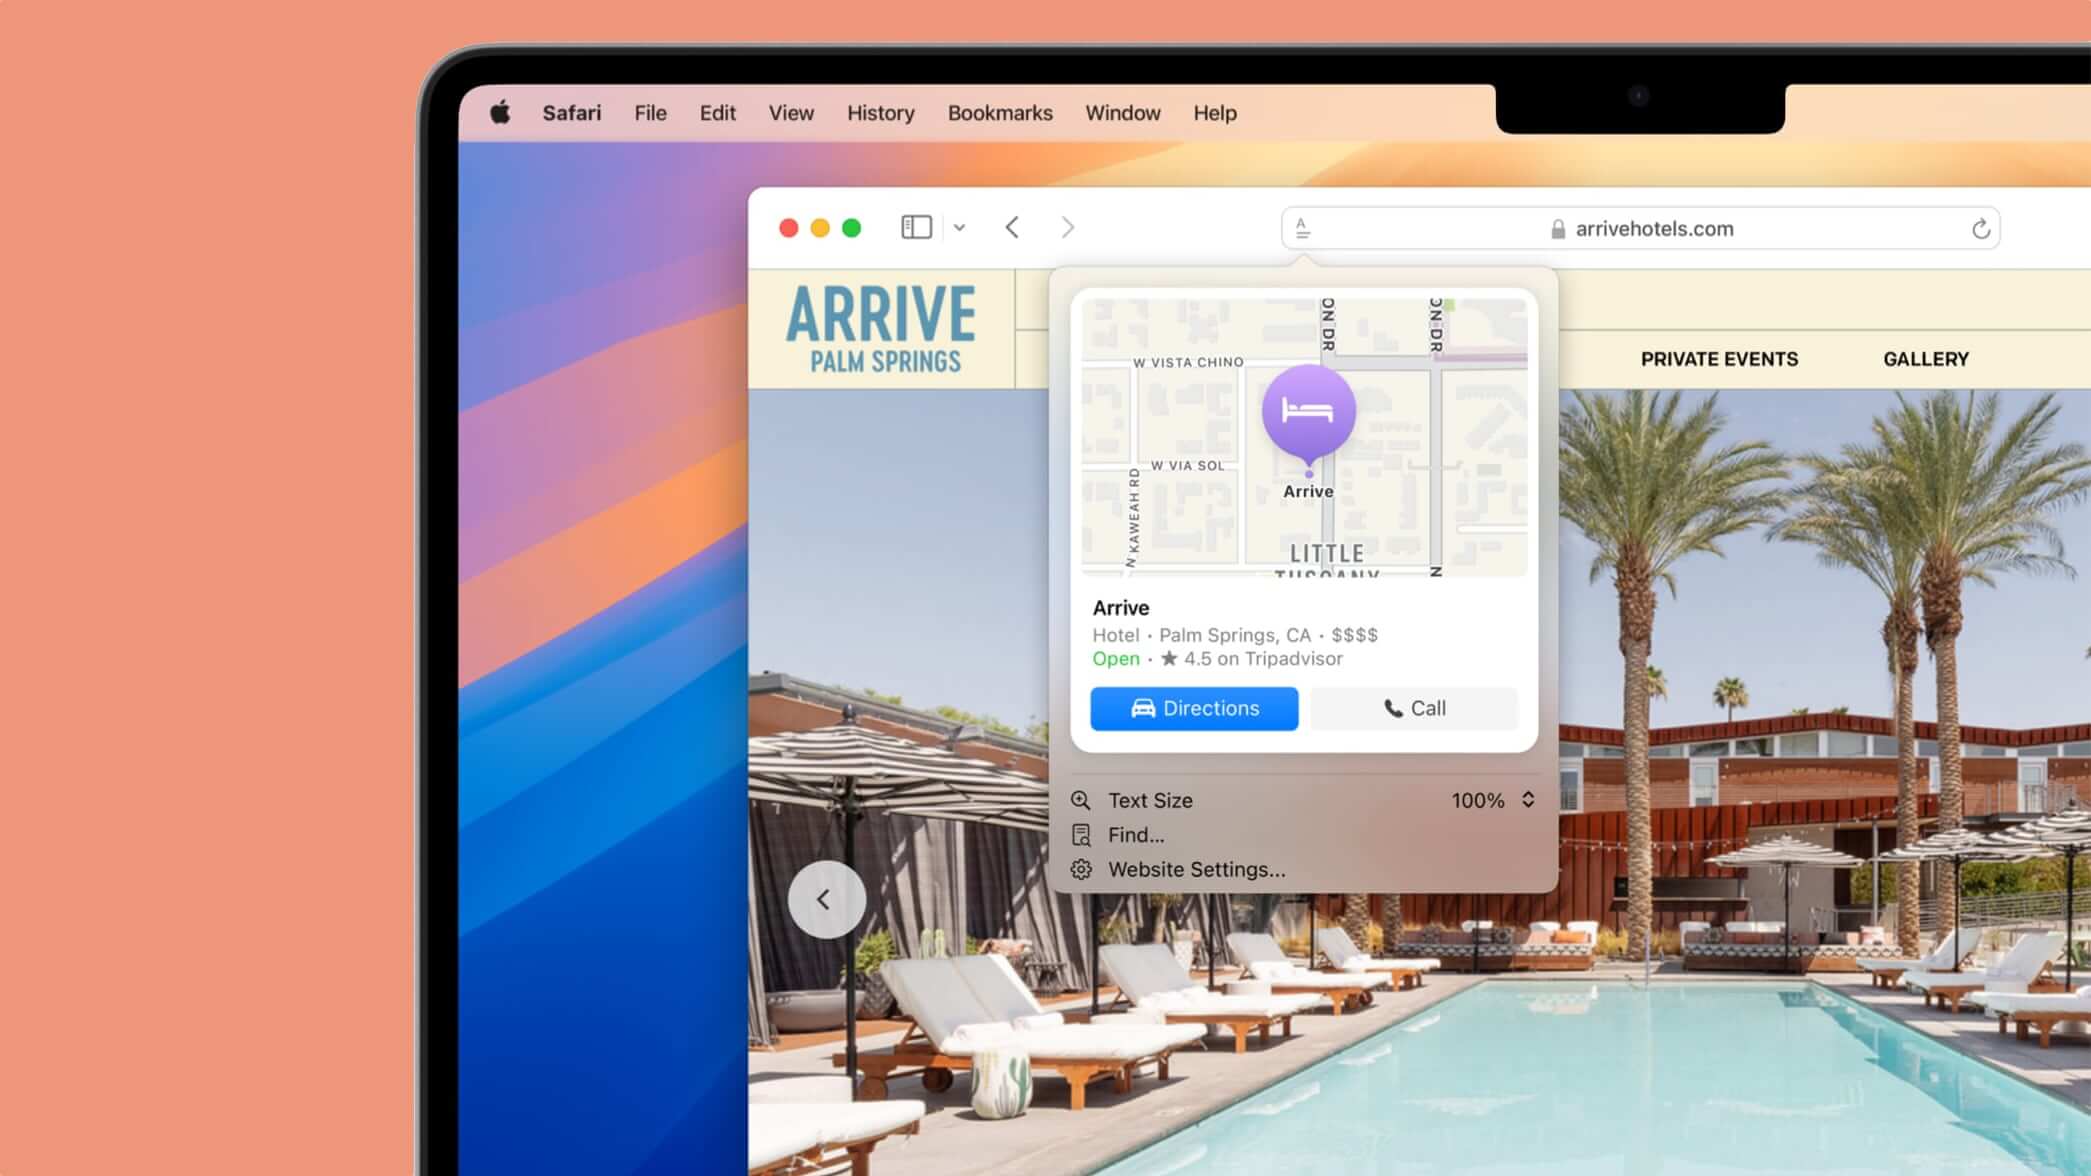 Safari File Edit View History Bookmarks Window Help
arrivehotels.com
ARRIVE
PALM SPRINGS
PRIVATE EVENTS GALLERY
ON DR
ON DR
W VISTA CHINO
W VIA SOL
N KAWEAH RD
Arrive
LITTLE
TUSCANY
N
Arrive
Hotel · Palm Springs, CA · $$$$
Open · ★ 4.5 on Tripadvisor
Directions Call
Text Size 100%
Find...
Website Settings...